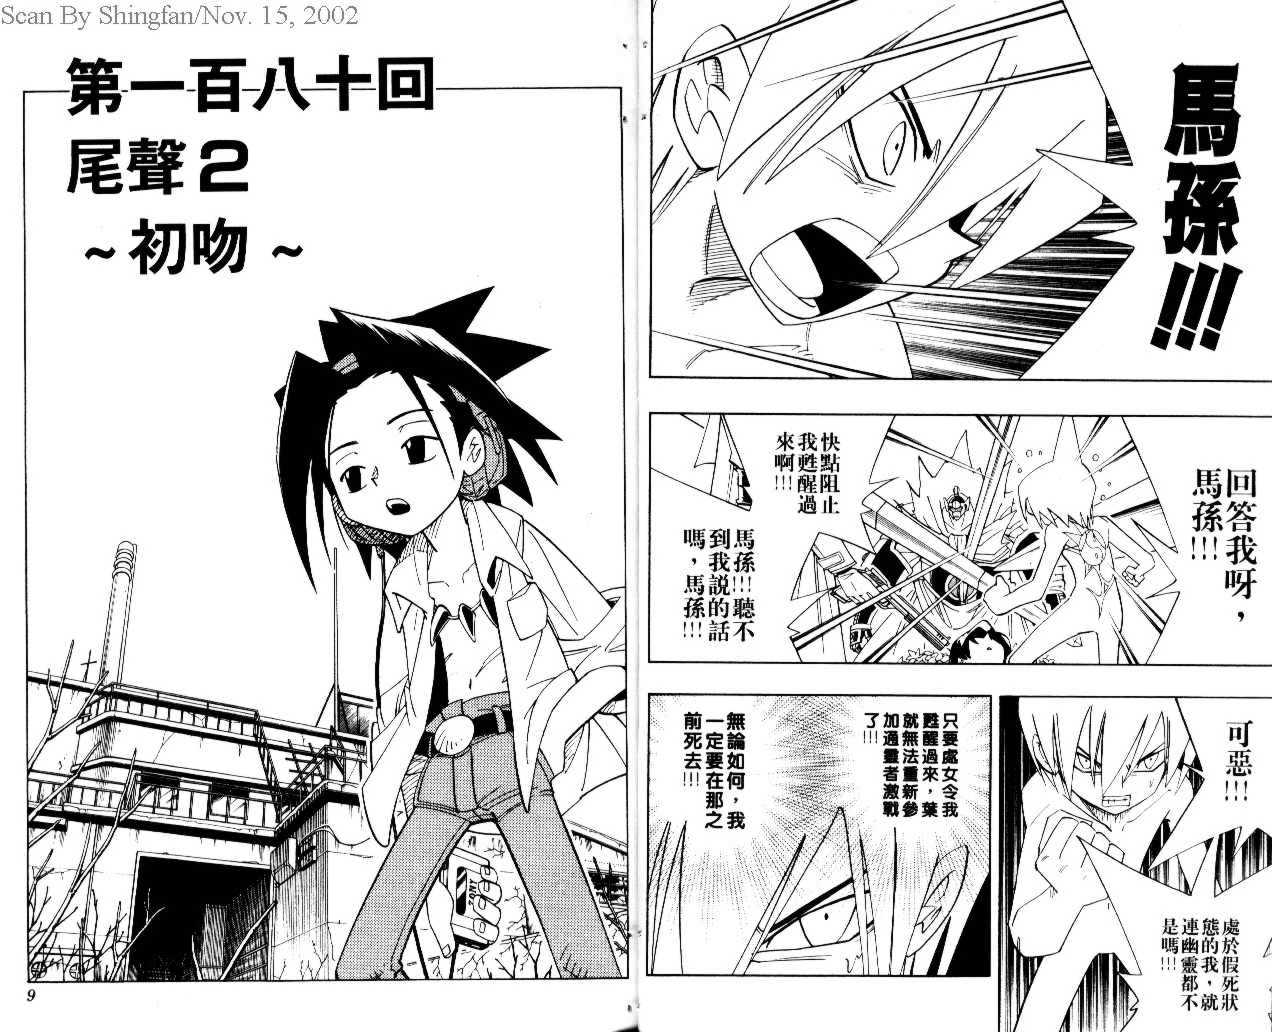 Scan By Shingfan/Nov. 15, 2002
馬孫!!!
回答我呀，
馬孫!!!
快點阻止
我甦醒過
來啊!!!
馬孫!!!聽不
到我說的話
嗎，馬孫!!!
可惡!!!
處於假死狀
態的我，就
連幽靈都不
是嗎!!!
只要處女令我
甦醒過來，葉
就無法重新參
加通靈者激戰
了!!!
無論如何，我
一定要在那之
前死去!!!
第一百八十回
尾聲2
～初吻～
SONY
9